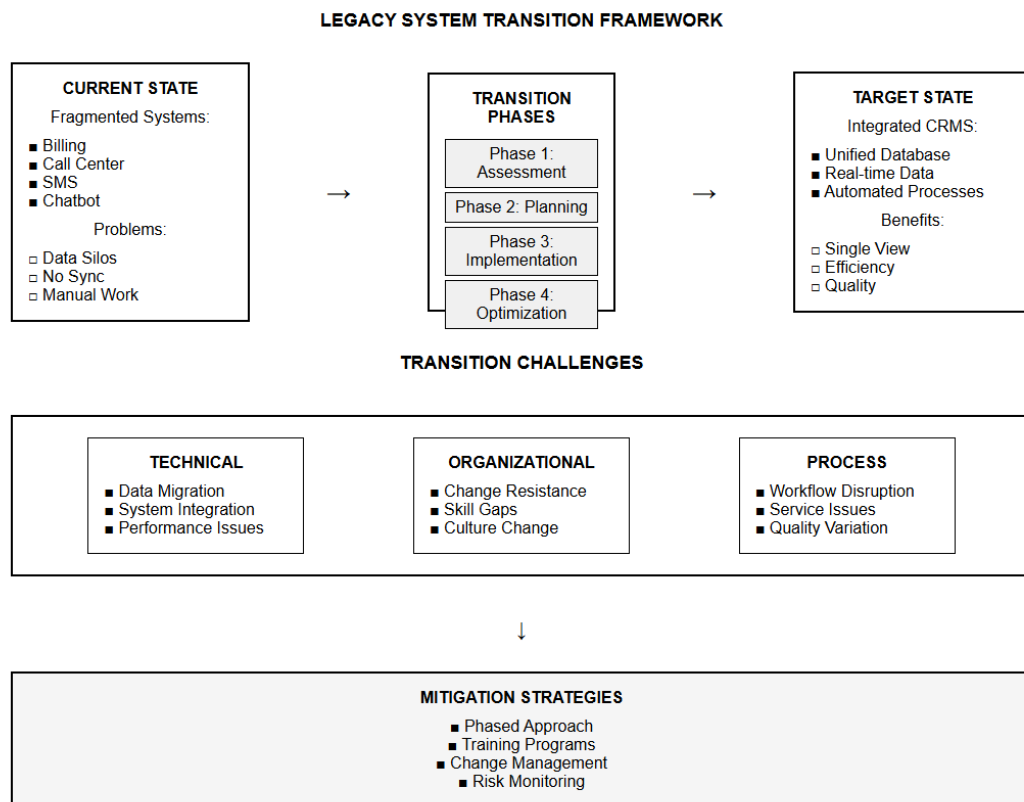 LEGACY SYSTEM TRANSITION FRAMEWORK
CURRENT STATE
Fragmented Systems:
■ Billing
■ Call Center
■ SMS
■ Chatbot
Problems:
□ Data Silos
□ No Sync
□ Manual Work
→
TRANSITION
PHASES
Phase 1:
Assessment
Phase 2: Planning
Phase 3:
Implementation
Phase 4:
Optimization
→
TARGET STATE
Integrated CRMS:
■ Unified Database
■ Real-time Data
■ Automated Processes
Benefits:
□ Single View
□ Efficiency
□ Quality
TRANSITION CHALLENGES
TECHNICAL
■ Data Migration
■ System Integration
■ Performance Issues
ORGANIZATIONAL
■ Change Resistance
■ Skill Gaps
■ Culture Change
PROCESS
■ Workflow Disruption
■ Service Issues
■ Quality Variation
↓
MITIGATION STRATEGIES
■ Phased Approach
■ Training Programs
■ Change Management
■ Risk Monitoring